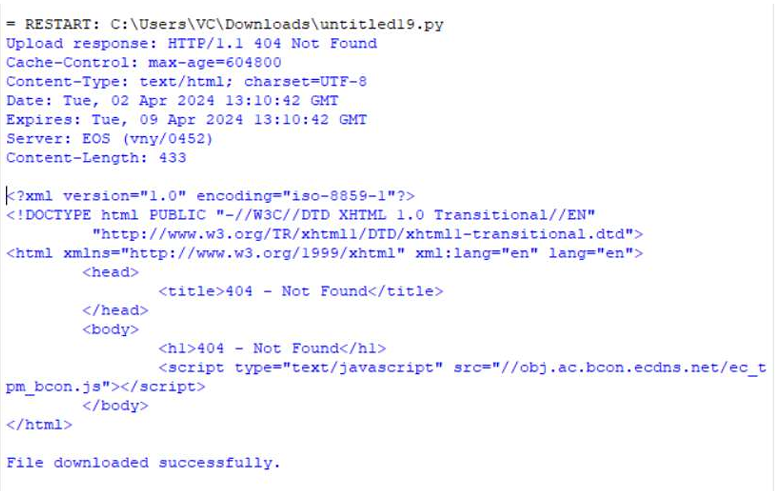 = RESTART: C:\Users\VC\Downloads\untitled19.py
Upload response: HTTP/1.1 404 Not Found
Cache-Control: max-age=604800
Content-Type: text/html; charset=UTF-8
Date: Tue, 02 Apr 2024 13:10:42 GMT
Expires: Tue, 09 Apr 2024 13:10:42 GMT
Server: EOS (vny/0452)
Content-Length: 433

<?xml version="1.0" encoding="iso-8859-1"?>
<!DOCTYPE html PUBLIC "-//W3C//DTD XHTML 1.0 Transitional//EN"
         "http://www.w3.org/TR/xhtml1/DTD/xhtml1-transitional.dtd">
<html xmlns="http://www.w3.org/1999/xhtml" xml:lang="en" lang="en">
        <head>
                <title>404 - Not Found</title>
        </head>
        <body>
                <h1>404 - Not Found</h1>
                <script type="text/javascript" src="//obj.ac.bcon.ecdns.net/ec_t
pm_bcon.js"></script>
        </body>
</html>

File downloaded successfully.